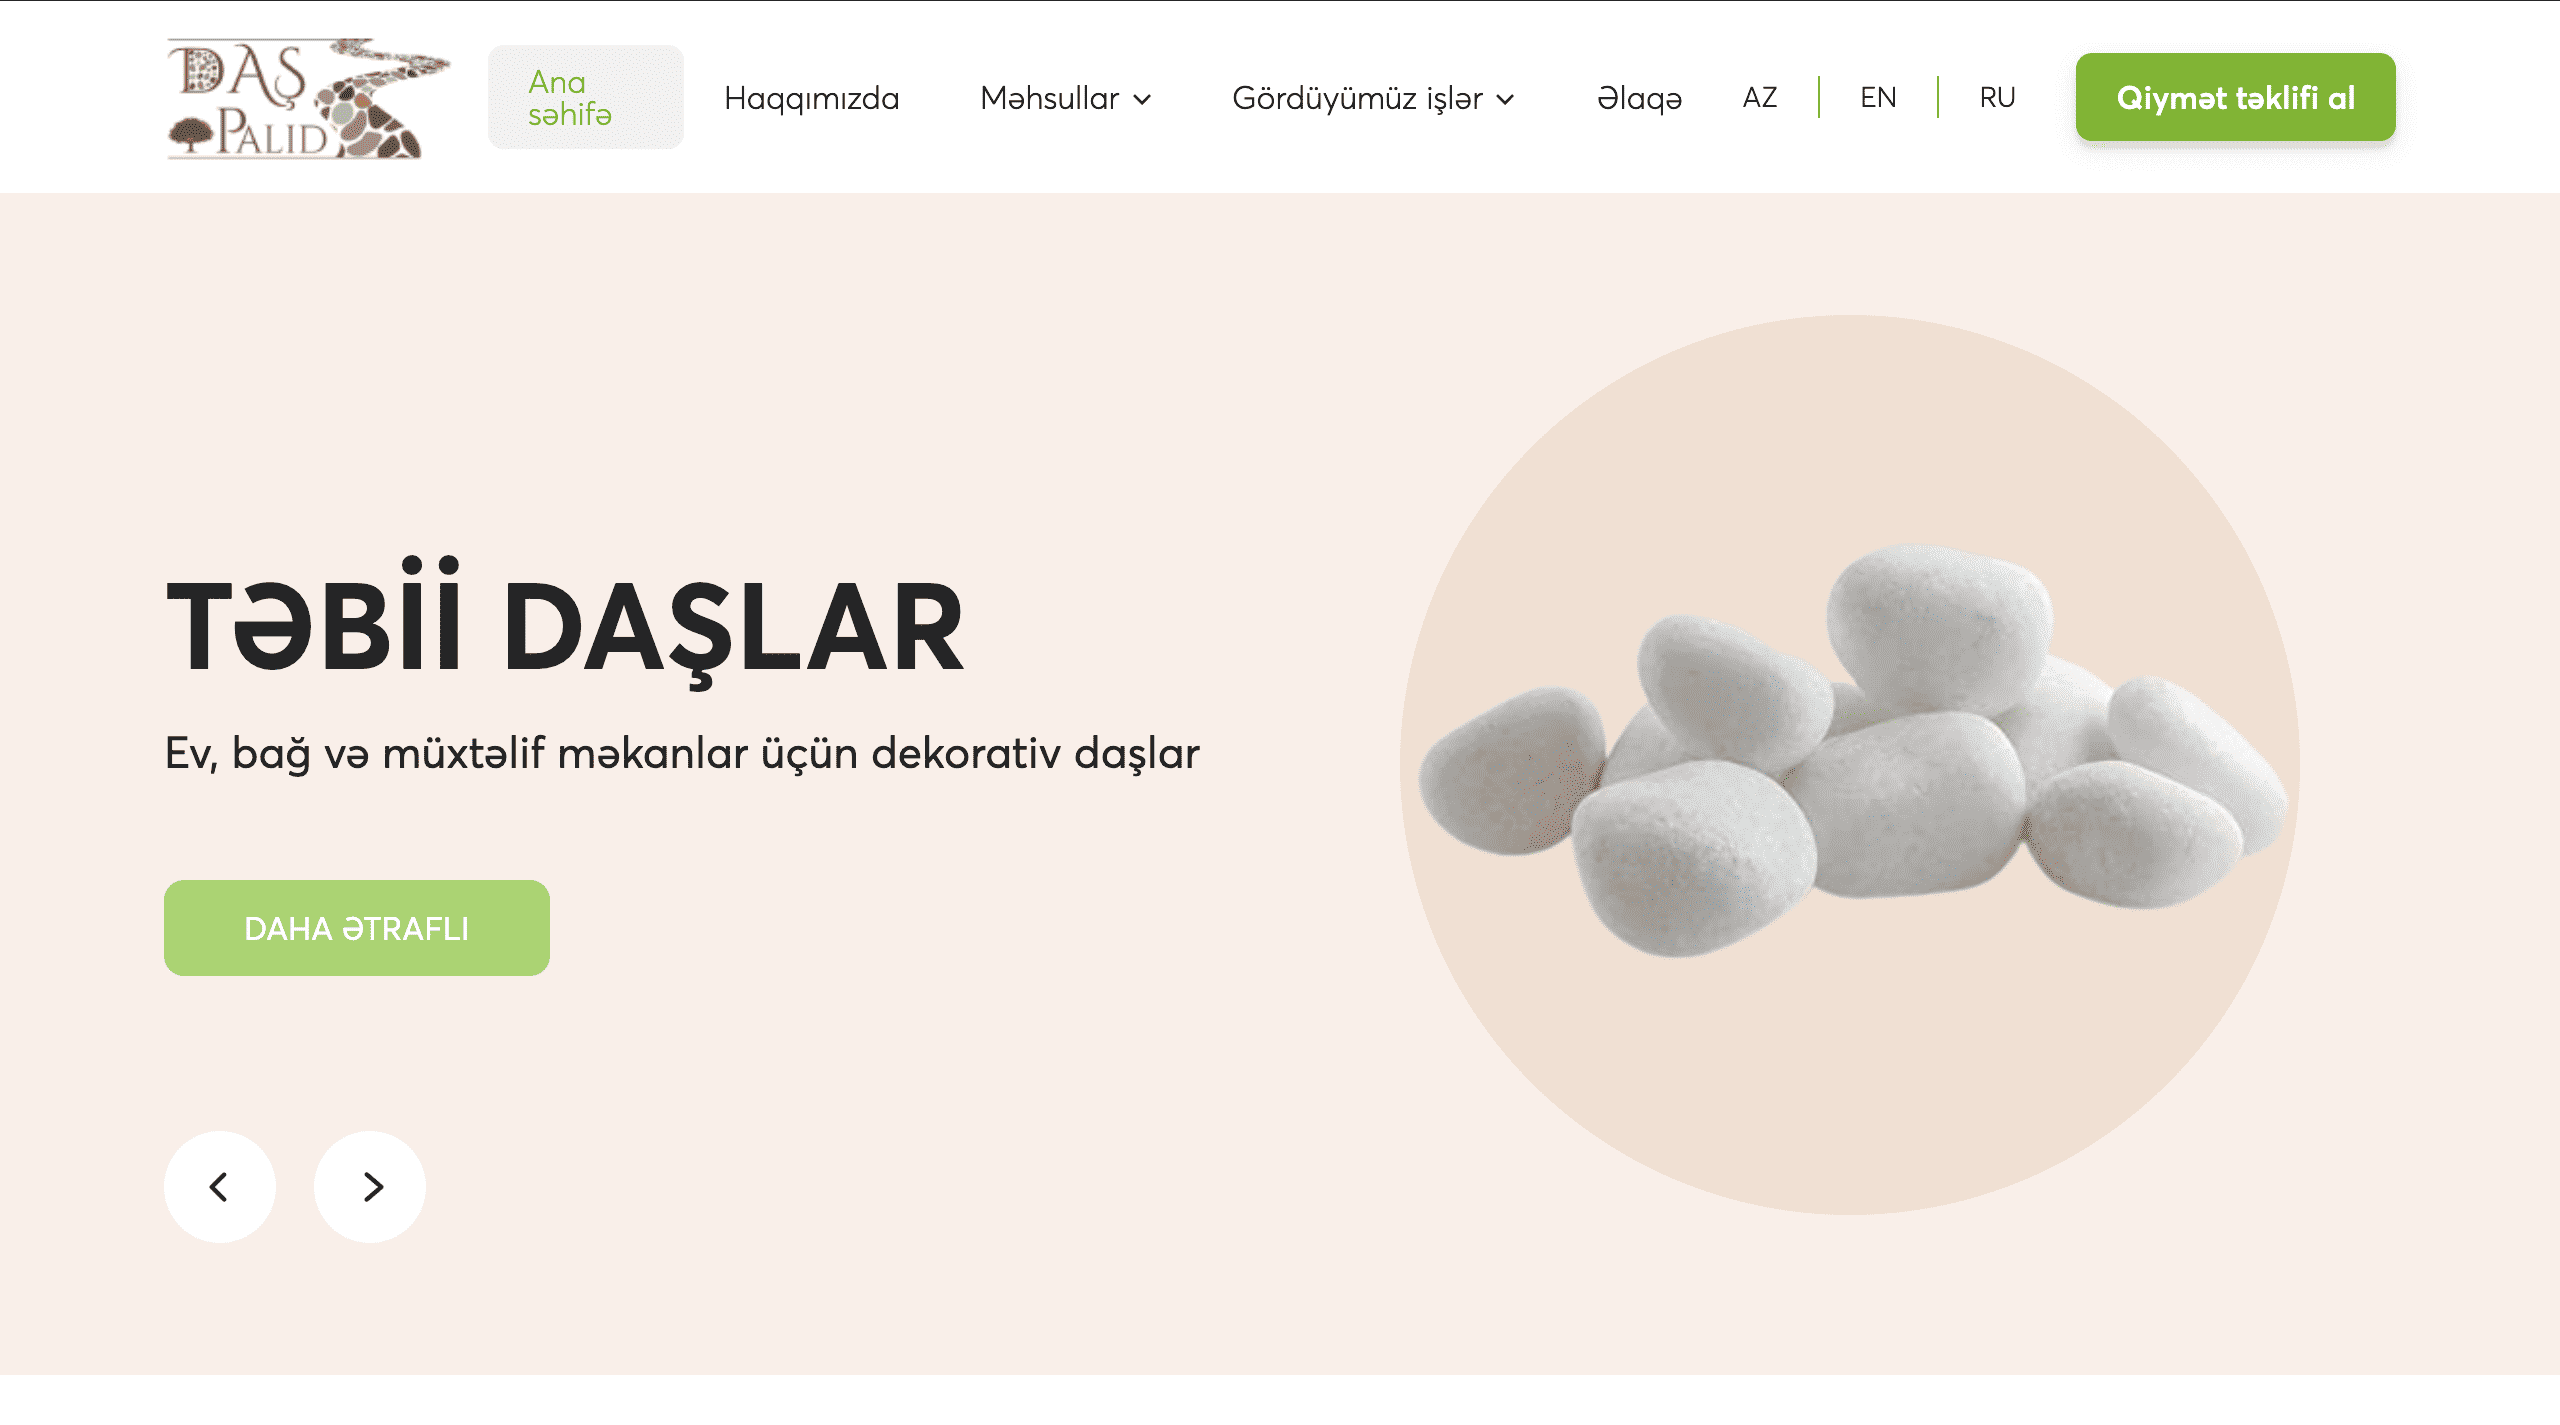 DAŞ
PALID
Ana
səhifə
Haqqımızda
Məhsullar
Gördüyümüz işlər
Əlaqə
AZ
EN
RU
Qiymət təklifi al
TƏBİİ DAŞLAR
Ev, bağ və müxtəlif məkanlar üçün dekorativ daşlar
DAHA ƏTRAFLI